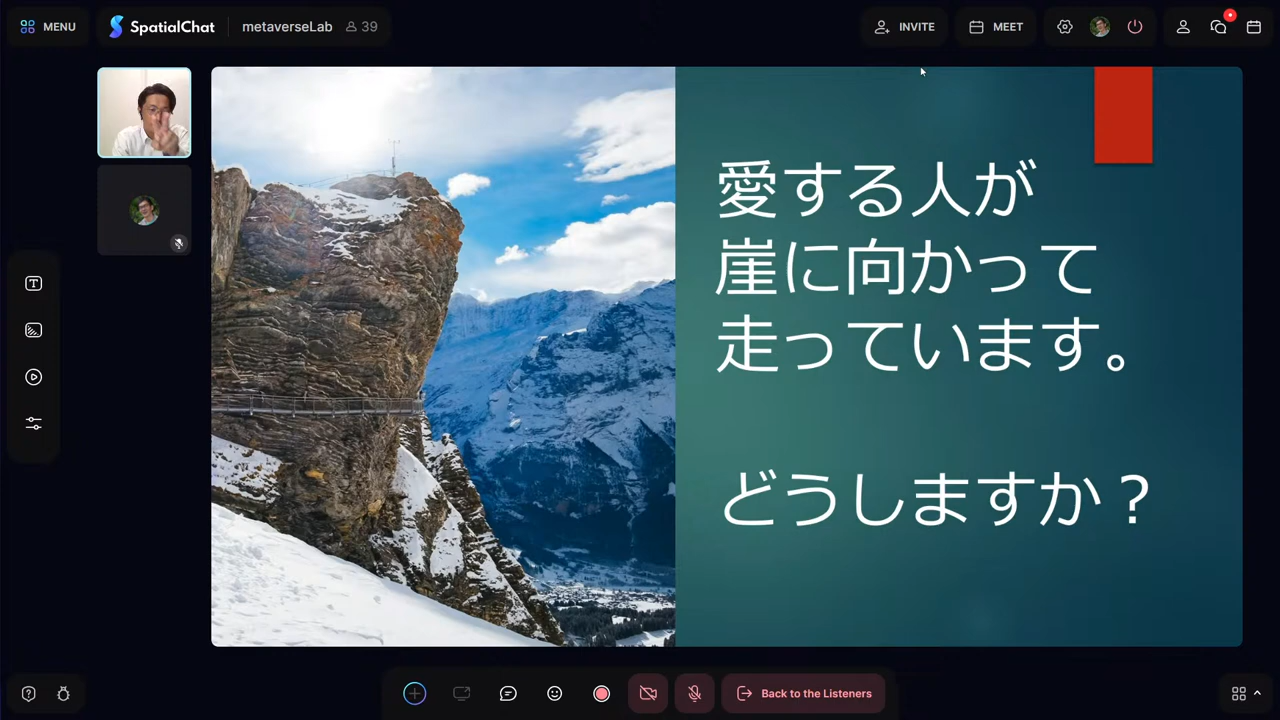 MENU
SpatialChat
metaverseLab
39
INVITE
MEET
愛する人が
崖に向かって
走っています。
どうしますか？
Back to the Listeners